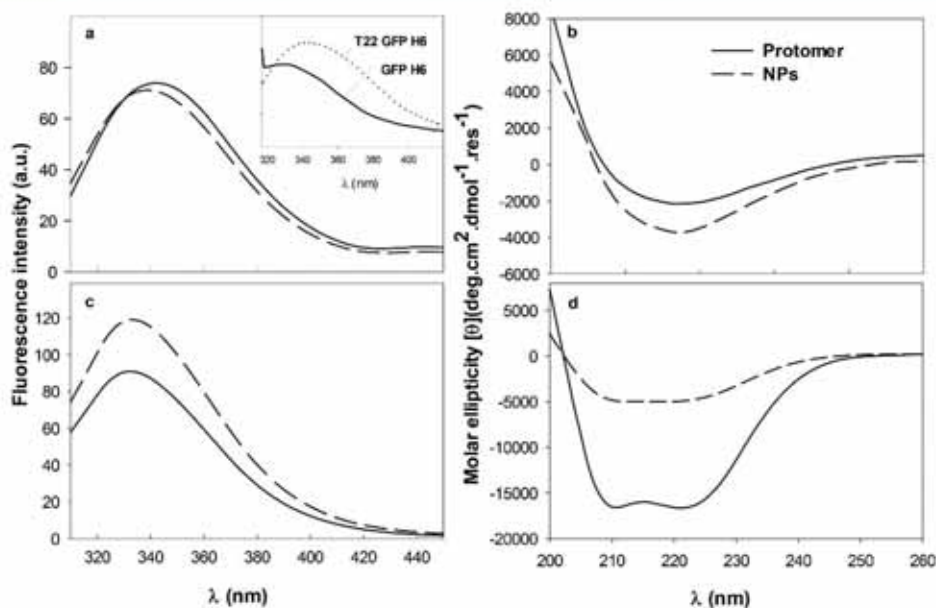 a
T22 GFP H6
GFP H6
320 340 360 380 400
λ (nm)
80
60
40
20
0
Fluorescence intensity (a.u.)
c
120
100
80
60
40
20
0
320 340 360 380 400 420 440
λ (nm)
b
Protomer
NPs
8000
6000
4000
2000
0
-2000
-4000
-6000
Molar ellipticity [θ](deg.cm².dmol⁻¹.res⁻¹)
d
5000
0
-5000
-10000
-15000
-20000
200 210 220 230 240 250 260
λ (nm)